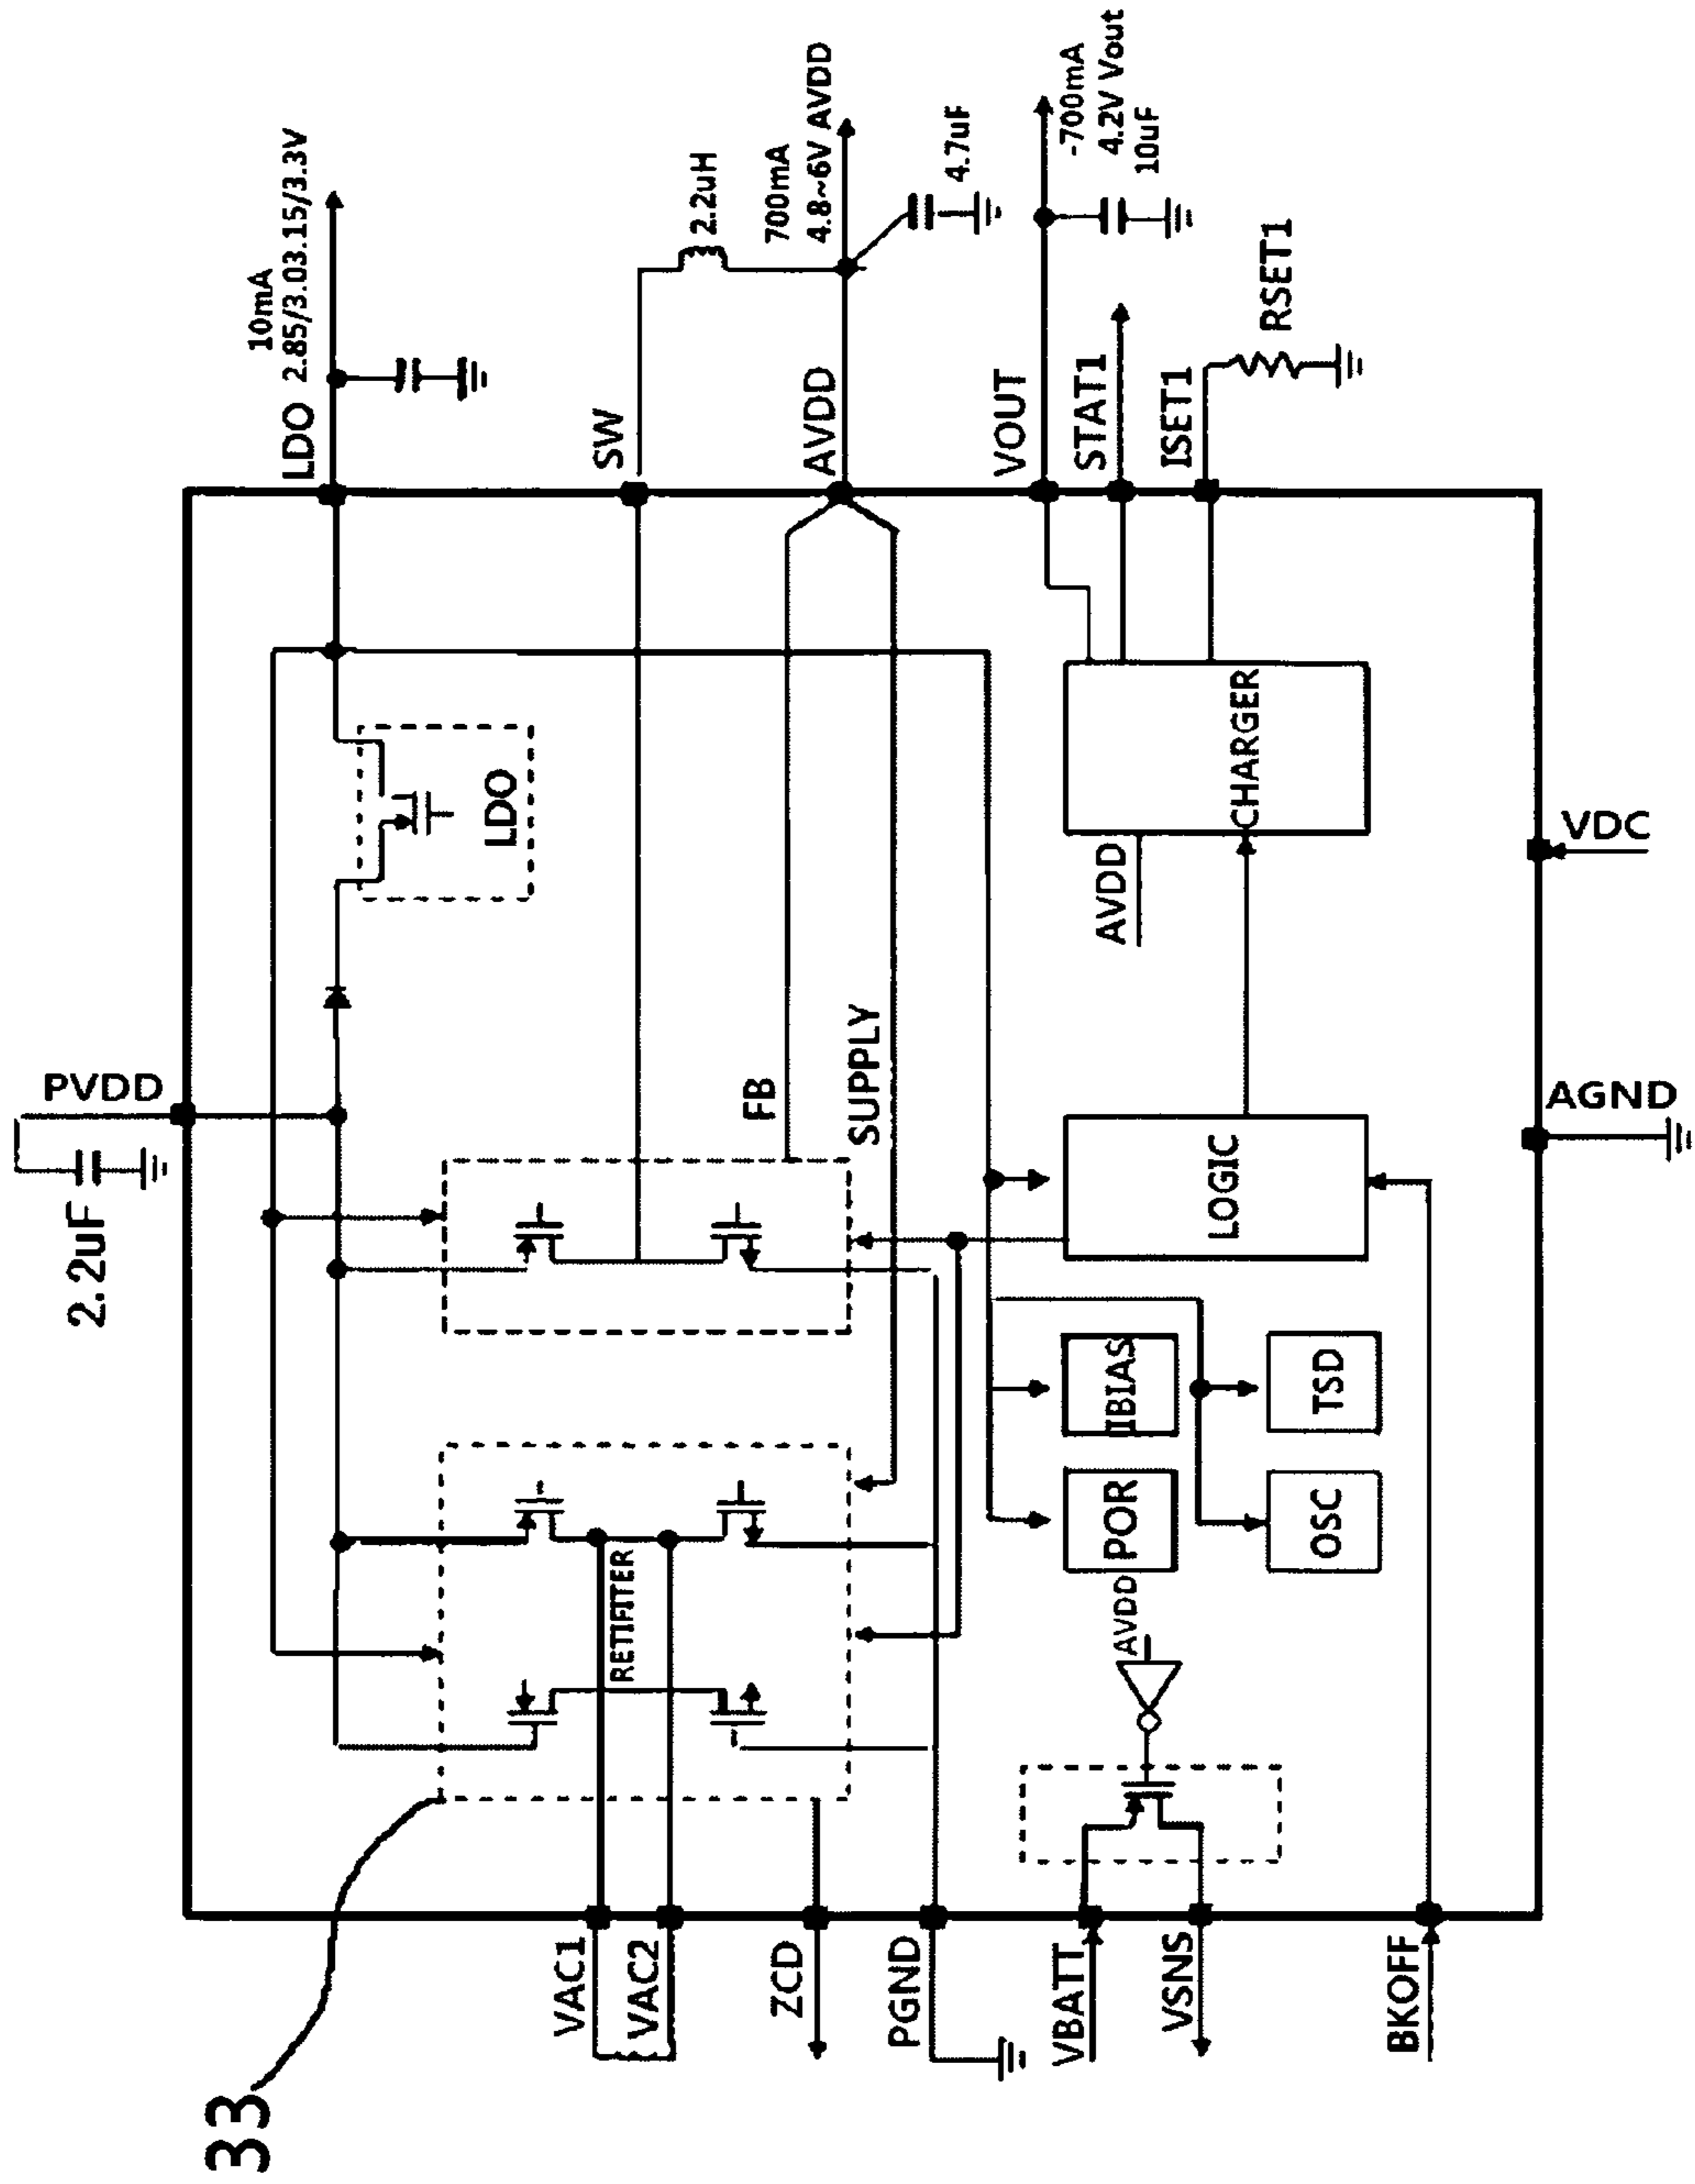 33
PVDD
2.2uF
10mA
LDO 2.85/3.03.15/3.3V
LDO
SW
2.2uH
700mA
4.8~6V AVDD
AVDD
4.7uF
FB
SUPPLY
RETIFITER
VAC1
VAC2
ZCD
PGND
VBATT
VSNS
BKOFF
AVDD
POR
IBIAS
OSC
TSD
LOGIC
AVDD
CHARGER
VOUT
-700mA
4.2V Vout
10uF
STAT1
ISET1
RSET1
AGND
VDC